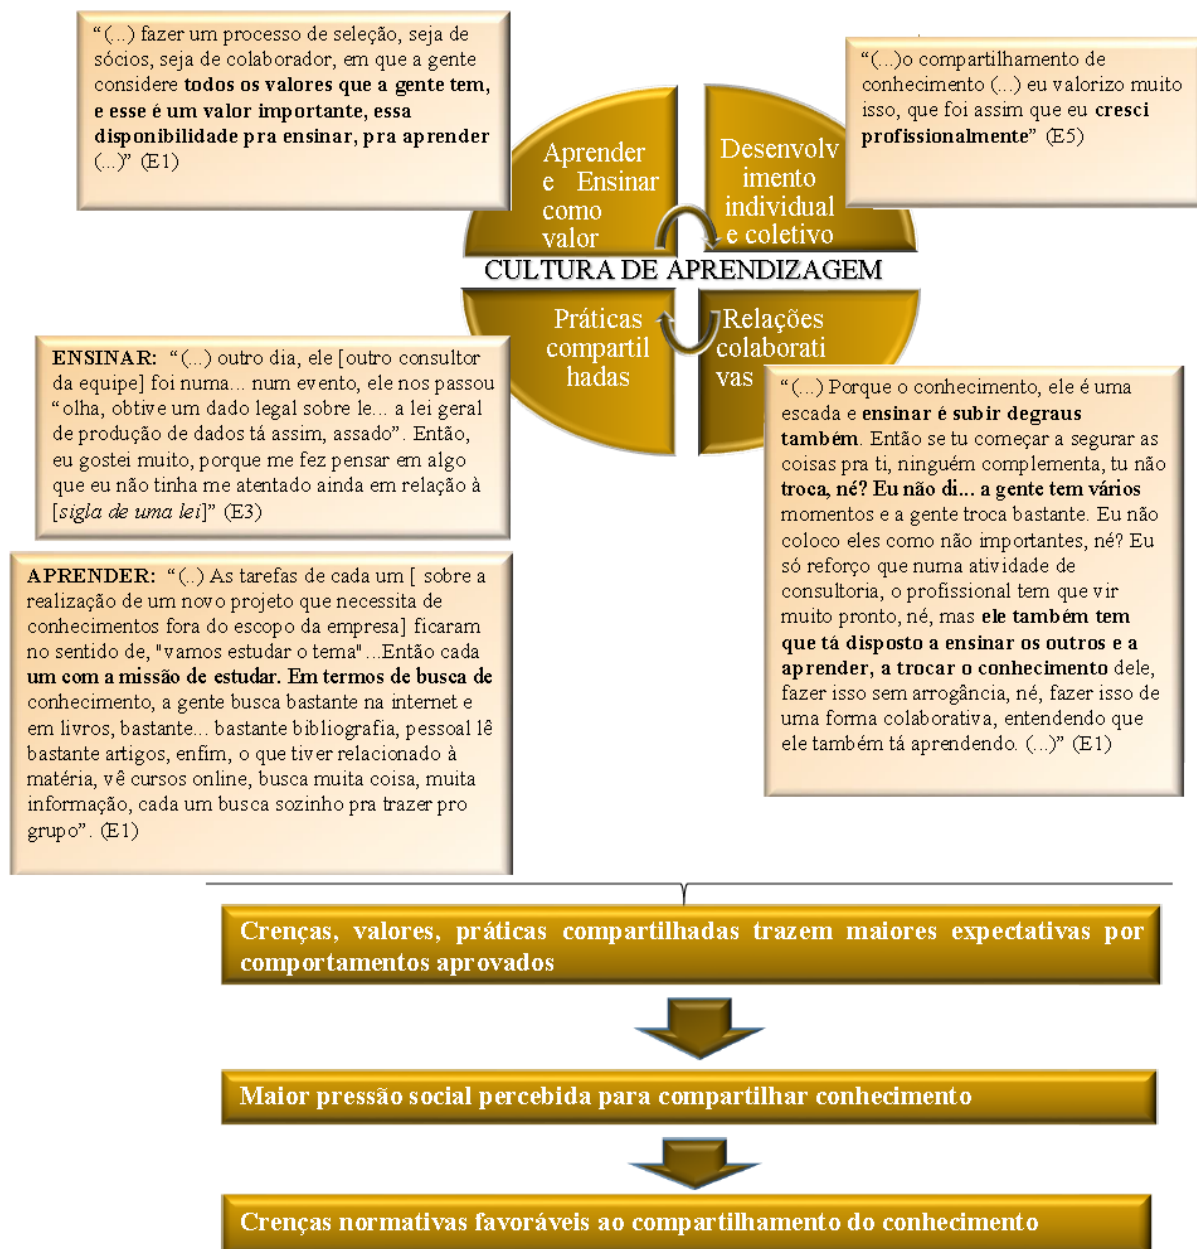 “(...) fazer um processo de seleção, seja de
sócios, seja de colaborador, em que a gente
considere todos os valores que a gente tem,
e esse é um valor importante, essa
disponibilidade pra ensinar, pra aprender
(...)” (E1)
“(...)o compartilhamento de
conhecimento (...) eu valorizo muito
isso, que foi assim que eu cresci
profissionalmente” (E5)
Aprender
e Ensinar
como
valor
Desenvolv
imento
individual
e coletivo
CULTURA DE APRENDIZAGEM
Práticas
compartil
hadas
Relações
colaborati
vas
ENSINAR: “(...) outro dia, ele [outro consultor
da equipe] foi numa... num evento, ele nos passou
“olha, obtive um dado legal sobre le... a lei geral
de produção de dados tá assim, assado”. Então,
eu gostei muito, porque me fez pensar em algo
que eu não tinha me atentado ainda em relação à
[sigla de uma lei]” (E3)
“(...) Porque o conhecimento, ele é uma
escada e ensinar é subir degraus
também. Então se tu começar a segurar as
coisas pra ti, ninguém complementa, tu não
troca, né? Eu não di... a gente tem vários
momentos e a gente troca bastante. Eu não
coloco eles como não importantes, né? Eu
só reforço que numa atividade de
consultoria, o profissional tem que vir
muito pronto, né, mas ele também tem
que tá disposto a ensinar os outros e a
aprender, a trocar o conhecimento dele,
fazer isso sem arrogância, né, fazer isso de
uma forma colaborativa, entendendo que
ele também tá aprendendo. (...)” (E1)
APRENDER: “(..) As tarefas de cada um [ sobre a
realização de um novo projeto que necessita de
conhecimentos fora do escopo da empresa] ficaram
no sentido de, "vamos estudar o tema"...Então cada
um com a missão de estudar. Em termos de busca de
conhecimento, a gente busca bastante na internet e
em livros, bastante... bastante bibliografia, pessoal lê
bastante artigos, enfim, o que tiver relacionado à
matéria, vê cursos online, busca muita coisa, muita
informação, cada um busca sozinho pra trazer pro
grupo”. (E1)
Crenças, valores, práticas compartilhadas trazem maiores expectativas por
comportamentos aprovados
Maior pressão social percebida para compartilhar conhecimento
Crenças normativas favoráveis ao compartilhamento do conhecimento